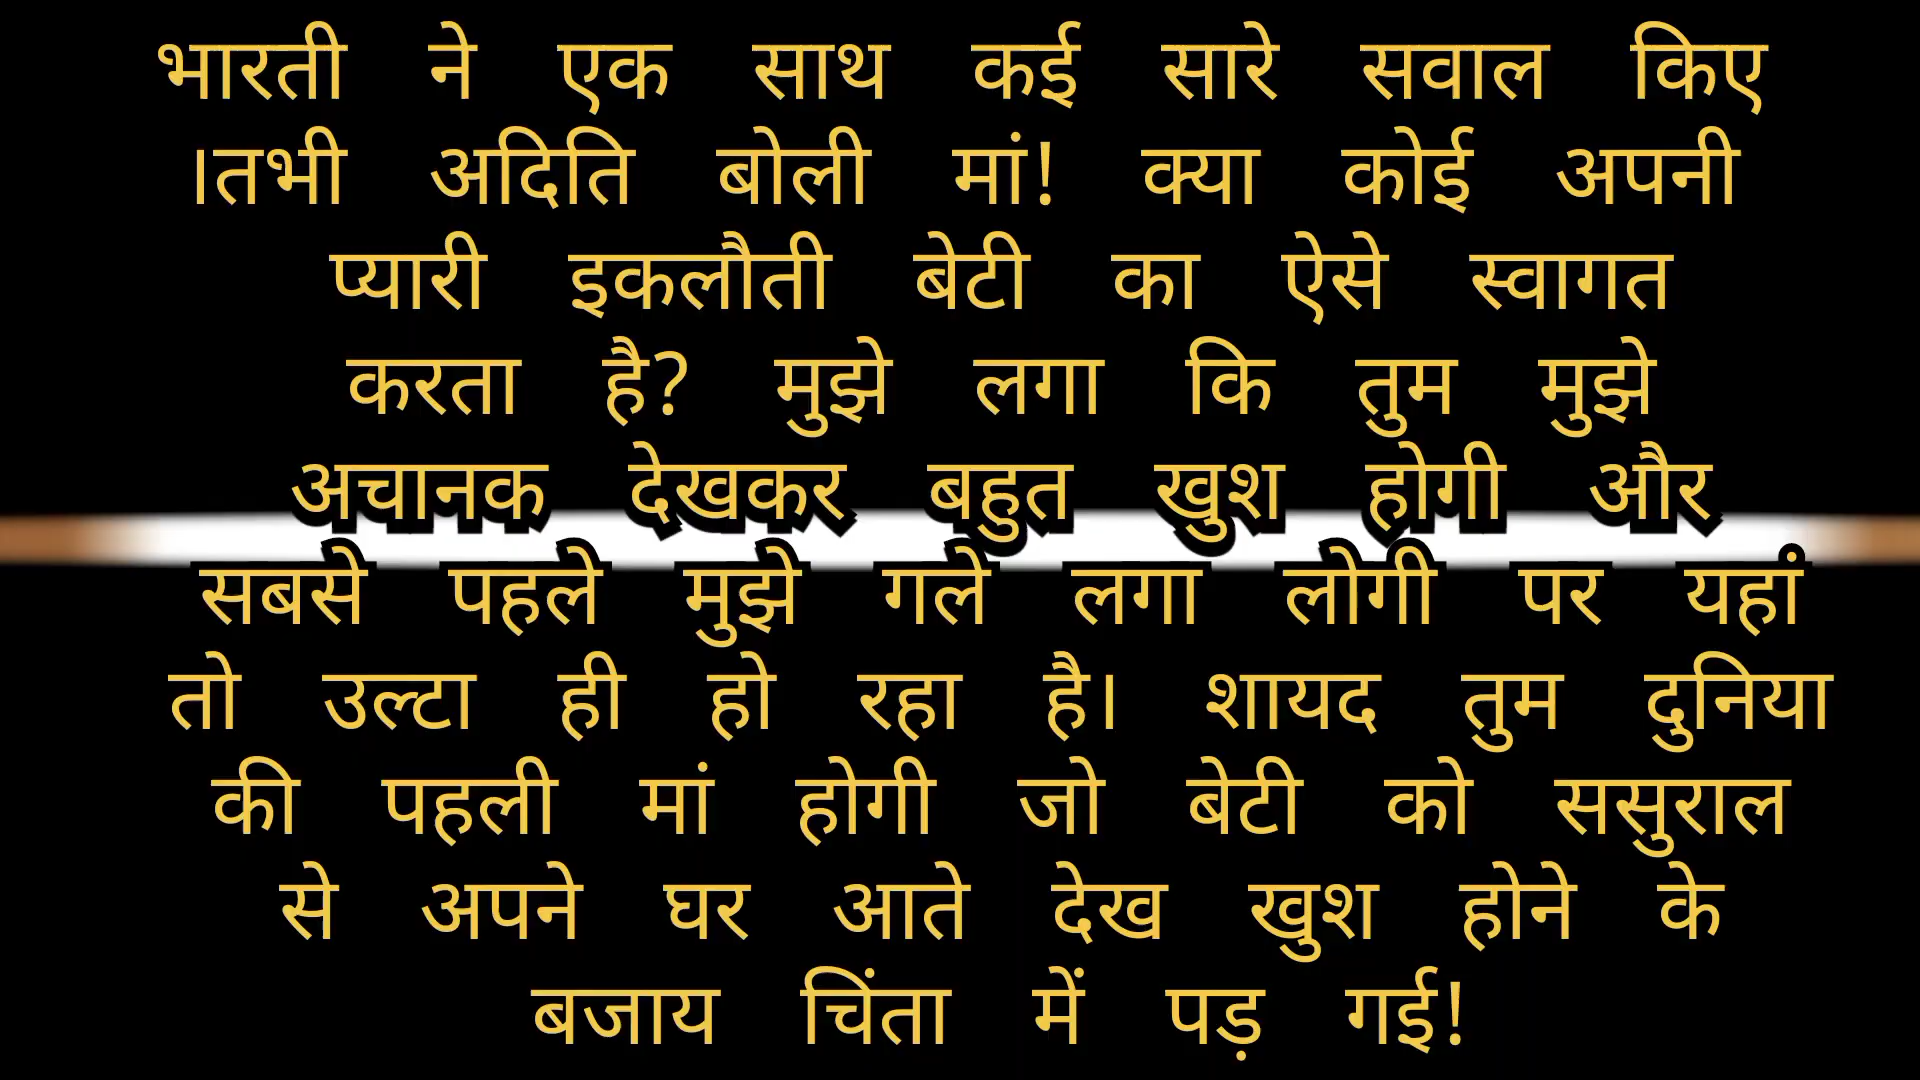 भारती ने एक साथ कई सारे सवाल किए
।तभी अदिति बोली मां! क्या कोई अपनी
प्यारी इकलौती बेटी का ऐसे स्वागत
करता है? मुझे लगा कि तुम मुझे
अचानक देखकर बहुत खुश होगी और
सबसे पहले मुझे गले लगा लोगी पर यहां
तो उल्टा ही हो रहा है। शायद तुम दुनिया
की पहली मां होगी जो बेटी को ससुराल
से अपने घर आते देख खुश होने के
बजाय चिंता में पड़ गई!